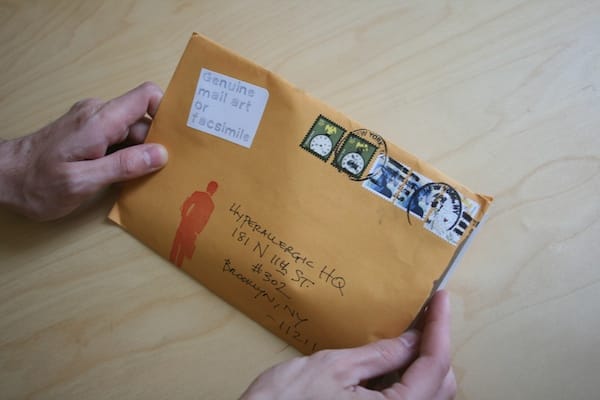 Genuine
mail art
or
facsimile
HYPERALLERGIC HQ
181 N 11th ST.
#302
BROOKLYN, NY
- 11211